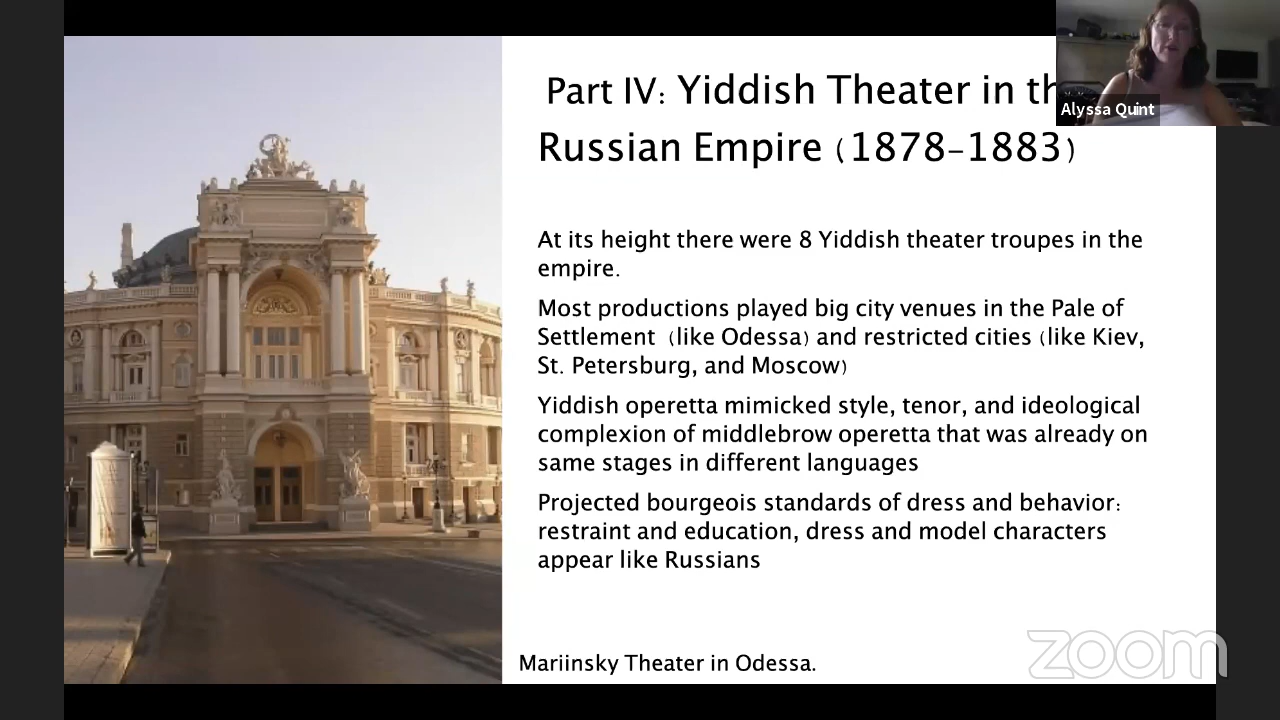 Part IV: Yiddish Theater in th
Russian Empire (1878-1883)
Alyssa Quint
At its height there were 8 Yiddish theater troupes in the
empire.
Most productions played big city venues in the Pale of
Settlement (like Odessa) and restricted cities (like Kiev,
St. Petersburg, and Moscow)
Yiddish operetta mimicked style, tenor, and ideological
complexion of middlebrow operetta that was already on
same stages in different languages
Projected bourgeois standards of dress and behavior:
restraint and education, dress and model characters
appear like Russians
Mariinsky Theater in Odessa.
zoom